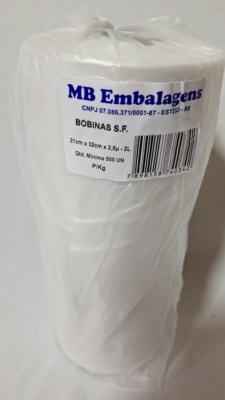 MB Embalagens
CNPJ 07.086.371/0001-67 - ESTEIO - RS
BOBINAS S.F.
21cm x 32cm x 2,8µ - 2L
Qtd. Mínima 500 UN
P/Kg